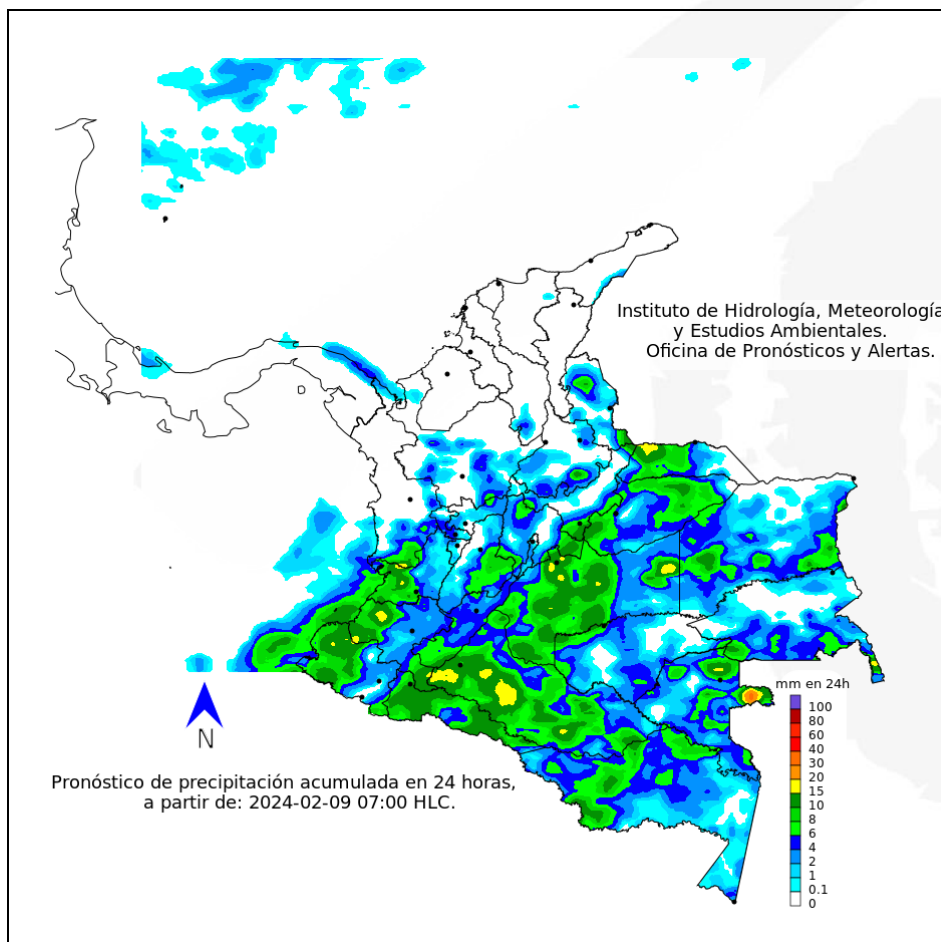 Instituto de Hidrología, Meteorología
y Estudios Ambientales.
Oficina de Pronósticos y Alertas.
mm en 24h
100
80
60
40
30
20
15
10
8
6
4
2
1
0.1
0
N
Pronóstico de precipitación acumulada en 24 horas,
a partir de: 2024-02-09 07:00 HLC.